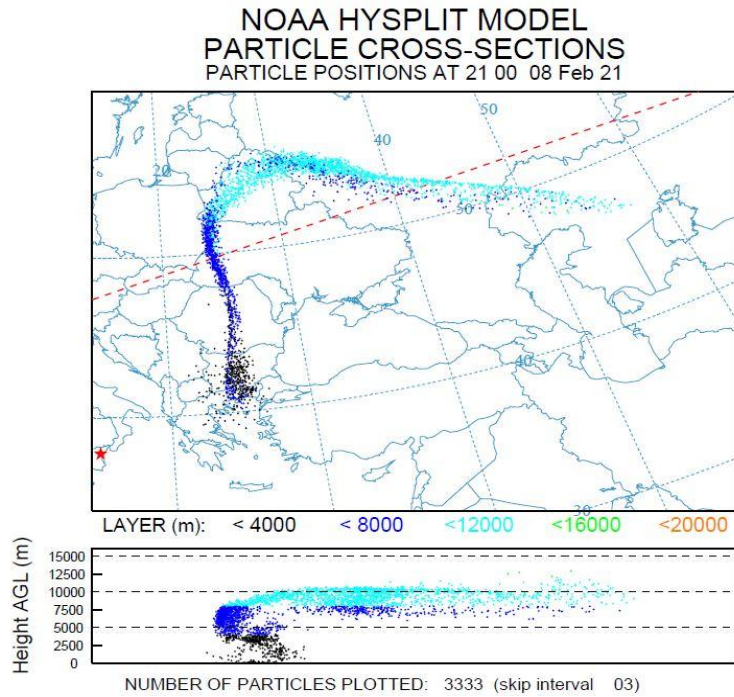 NOAA HYSPLIT MODEL
PARTICLE CROSS-SECTIONS
PARTICLE POSITIONS AT 21 00 08 Feb 21
50
40
20
50
40
30
LAYER (m): < 4000 < 8000 <12000 <16000 <20000
Height AGL (m)
15000
12500
10000
7500
5000
2500
0
NUMBER OF PARTICLES PLOTTED: 3333 (skip interval 03)